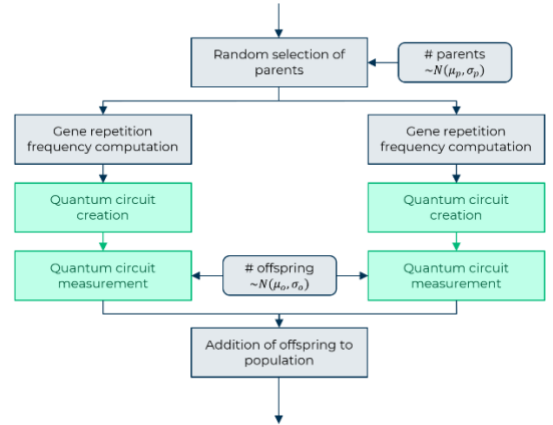 Random selection of
parents
# parents
~N(μₚ, σₚ)
Gene repetition
frequency computation
Gene repetition
frequency computation
Quantum circuit
creation
Quantum circuit
creation
Quantum circuit
measurement
# offspring
~N(μₒ, σₒ)
Quantum circuit
measurement
Addition of offspring to
population